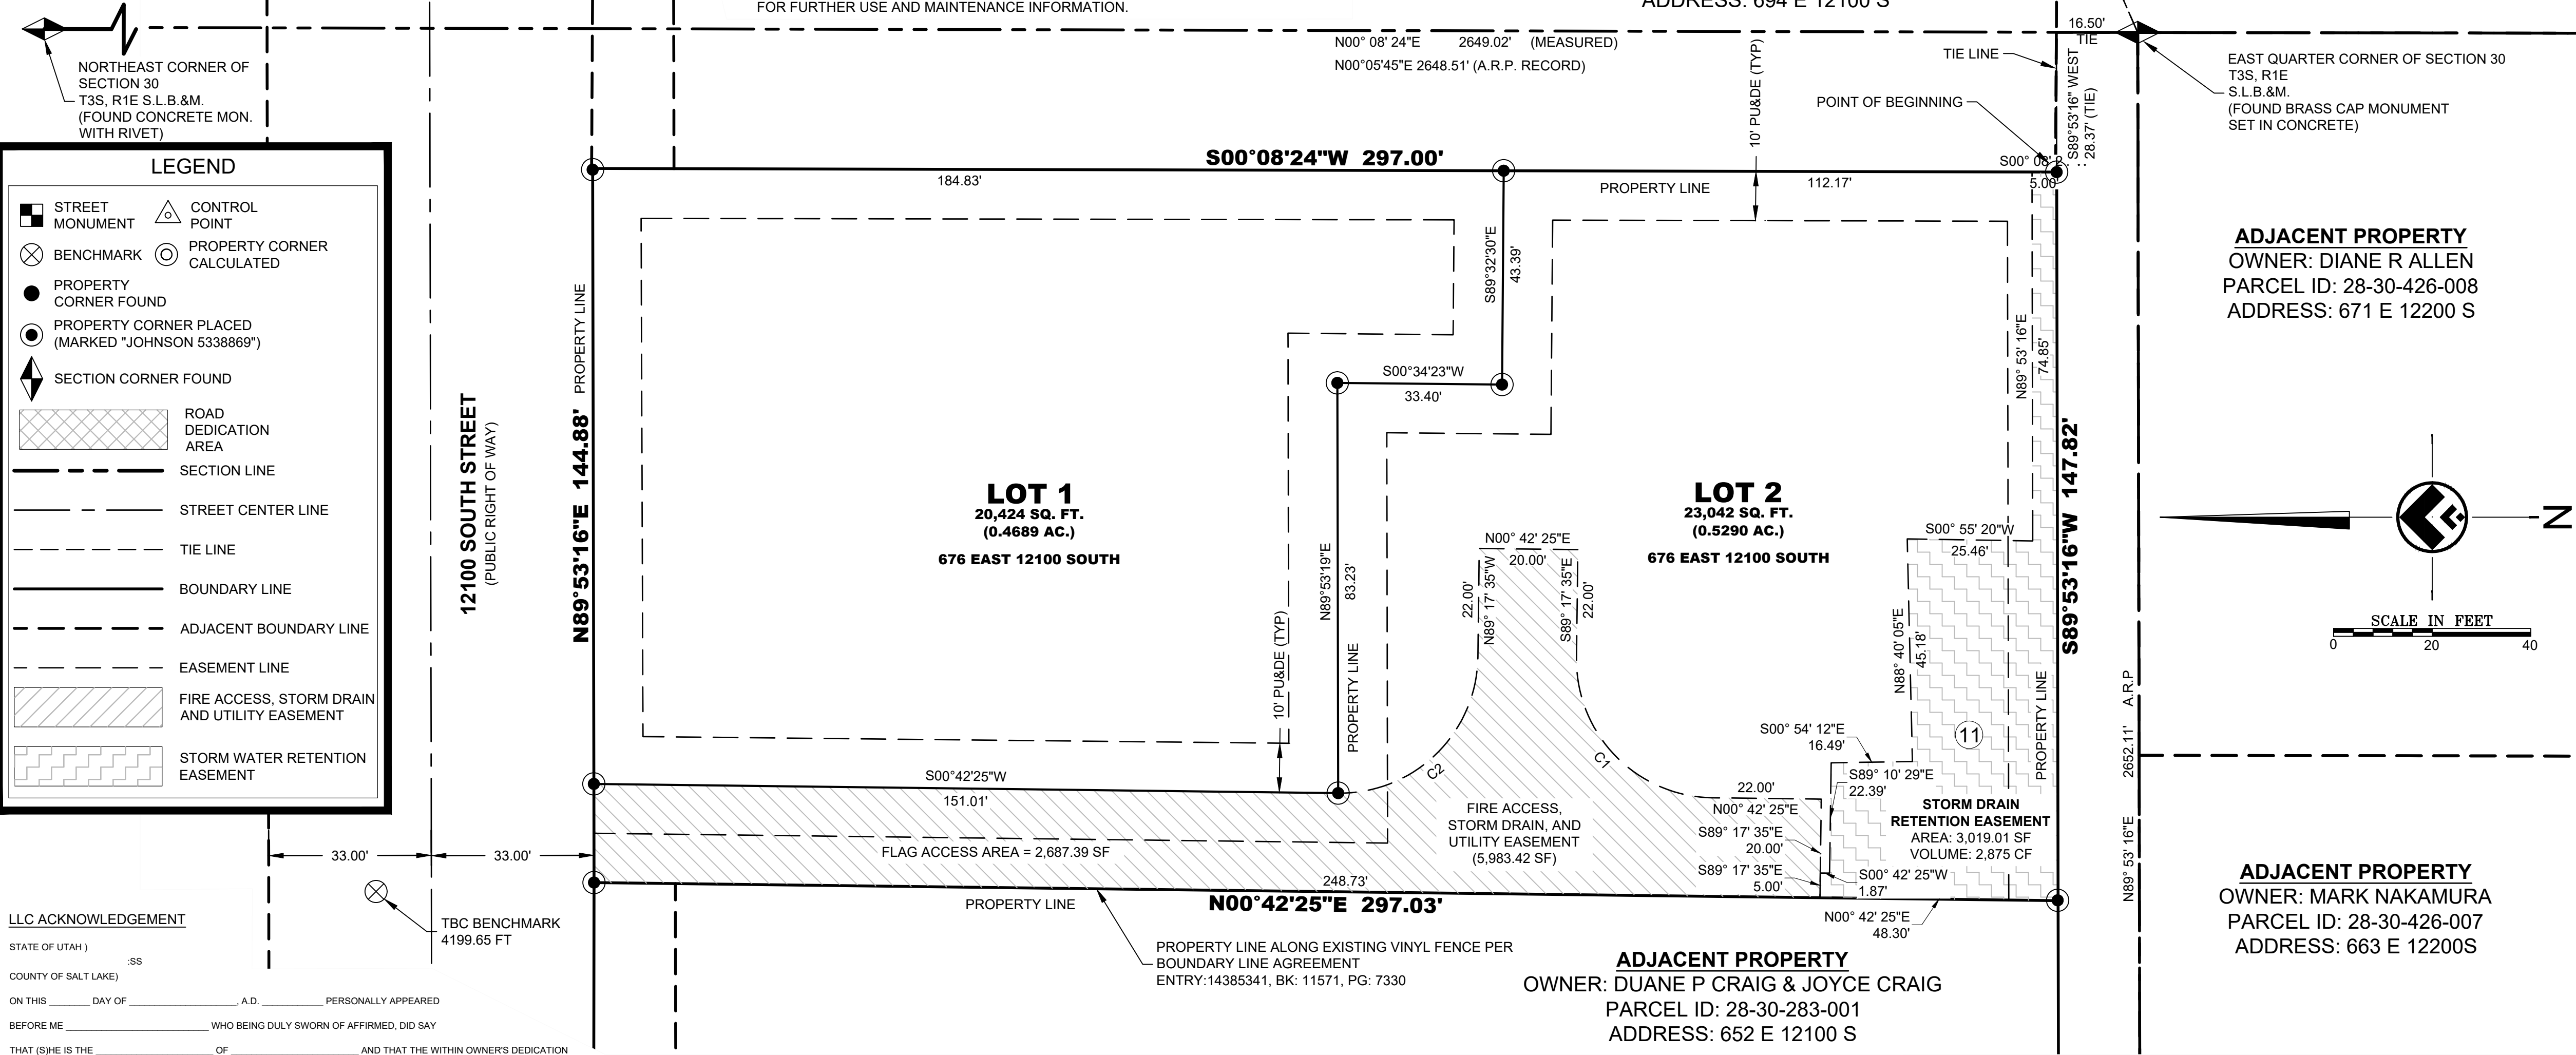 FOR FURTHER USE AND MAINTENANCE INFORMATION.
ADDRESS: 694 E 12100 S
NORTHEAST CORNER OF
SECTION 30
T3S, R1E S.L.B.&M.
(FOUND CONCRETE MON.
WITH RIVET)
N00° 08' 24"E 2649.02' (MEASURED)
N00°05'45"E 2648.51' (A.R.P. RECORD)
10' PU&DE (TYP)
TIE LINE
16.50'
TIE
S89°53'16" WEST
28.37' (TIE)
POINT OF BEGINNING
EAST QUARTER CORNER OF SECTION 30
T3S, R1E
S.L.B.&M.
(FOUND BRASS CAP MONUMENT
SET IN CONCRETE)
LEGEND
STREET
MONUMENT
CONTROL
POINT
BENCHMARK
PROPERTY CORNER
CALCULATED
PROPERTY
CORNER FOUND
PROPERTY CORNER PLACED
(MARKED "JOHNSON 5338869")
SECTION CORNER FOUND
ROAD
DEDICATION
AREA
SECTION LINE
STREET CENTER LINE
TIE LINE
BOUNDARY LINE
ADJACENT BOUNDARY LINE
EASEMENT LINE
FIRE ACCESS, STORM DRAIN
AND UTILITY EASEMENT
STORM WATER RETENTION
EASEMENT
12100 SOUTH STREET
(PUBLIC RIGHT OF WAY)
PROPERTY LINE
N89°53'16"E 144.88'
S00°08'24"W 297.00'
184.83'
PROPERTY LINE
112.17'
S00° 08'
5.00'
S89°32'30"E
43.39'
S00°34'23"W
33.40'
LOT 1
20,424 SQ. FT.
(0.4689 AC.)
676 EAST 12100 SOUTH
N89°53'19"E
83.23'
PROPERTY LINE
10' PU&DE (TYP)
LOT 2
23,042 SQ. FT.
(0.5290 AC.)
676 EAST 12100 SOUTH
N00° 42' 25"E
20.00'
22.00'
N89° 17' 35"W
S89° 17' 35"E
22.00'
C2
C1
N89° 53' 16"E
74.85'
S00° 55' 20"W
25.46'
N88° 40' 05"E
45.18'
S00° 54' 12"E
16.49'
11
S89° 10' 29"E
22.39'
22.00'
N00° 42' 25"E
S89° 17' 35"E
20.00'
S89° 17' 35"E
5.00'
S00° 42' 25"W
1.87'
STORM DRAIN
RETENTION EASEMENT
AREA: 3,019.01 SF
VOLUME: 2,875 CF
PROPERTY LINE
S89°53'16"W 147.82'
S00°42'25"W
151.01'
FLAG ACCESS AREA = 2,687.39 SF
FIRE ACCESS,
STORM DRAIN, AND
UTILITY EASEMENT
(5,983.42 SF)
248.73'
PROPERTY LINE
N00°42'25"E 297.03'
N00° 42' 25"E
48.30'
PROPERTY LINE ALONG EXISTING VINYL FENCE PER
BOUNDARY LINE AGREEMENT
ENTRY:14385341, BK: 11571, PG: 7330
33.00'
33.00'
TBC BENCHMARK
4199.65 FT
ADJACENT PROPERTY
OWNER: DIANE R ALLEN
PARCEL ID: 28-30-426-008
ADDRESS: 671 E 12200 S
N
SCALE IN FEET
0 20 40
N89° 53' 16"E 2652.11' A.R.P
ADJACENT PROPERTY
OWNER: MARK NAKAMURA
PARCEL ID: 28-30-426-007
ADDRESS: 663 E 12200S
ADJACENT PROPERTY
OWNER: DUANE P CRAIG & JOYCE CRAIG
PARCEL ID: 28-30-283-001
ADDRESS: 652 E 12100 S
LLC ACKNOWLEDGEMENT
STATE OF UTAH )
:SS
COUNTY OF SALT LAKE)
ON THIS ________ DAY OF ____________________, A.D. ____________ PERSONALLY APPEARED
BEFORE ME ____________________________ WHO BEING DULY SWORN OF AFFIRMED, DID SAY
THAT (S)HE IS THE _______________________ OF _________________________ AND THAT THE WITHIN OWNER'S DEDICATION